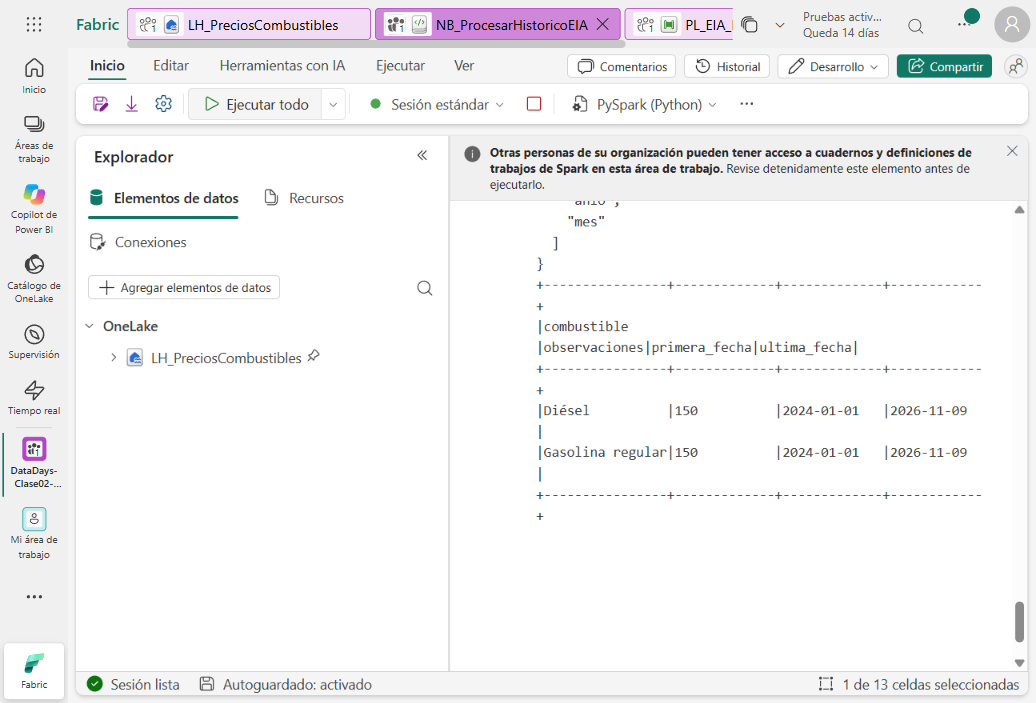 Fabric
LH_PreciosCombustibles
NB_ProcesarHistoricoEIA
PL_EIA_
Pruebas activ...
Queda 14 días
Inicio
Editar
Herramientas con IA
Ejecutar
Ver
Comentarios
Historial
Desarrollo
Compartir
Ejecutar todo
Sesión estándar
PySpark (Python)
Inicio
Áreas de
trabajo
Copilot de
Power BI
Catálogo de
OneLake
Supervisión
Tiempo real
DataDays-
Clase02-...
Mi área de
trabajo
Fabric
Explorador
Elementos de datos
Recursos
Conexiones
Agregar elementos de datos
OneLake
LH_PreciosCombustibles
Otras personas de su organización pueden tener acceso a cuadernos y definiciones de
trabajos de Spark en esta área de trabajo. Revise detenidamente este elemento antes de
ejecutarlo.
"anio",
"mes"
]
}
+----------------+-------------+-------------+------------
+
|combustible
|observaciones|primera_fecha|ultima_fecha|
+----------------+-------------+-------------+------------
+
|Diésel          |150          |2024-01-01   |2026-11-09
|
|Gasolina regular|150          |2024-01-01   |2026-11-09
|
+----------------+-------------+-------------+------------
+
Sesión lista
Autoguardado: activado
1 de 13 celdas seleccionadas